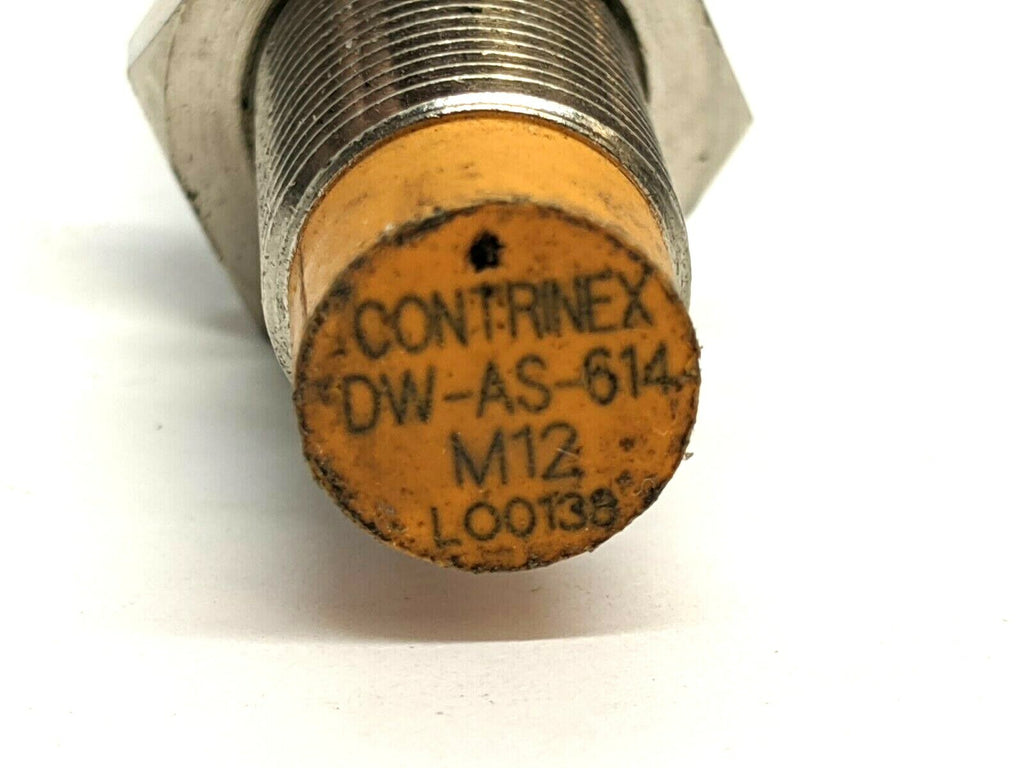 CONTRINEX
DW-AS-614
M12
L00138